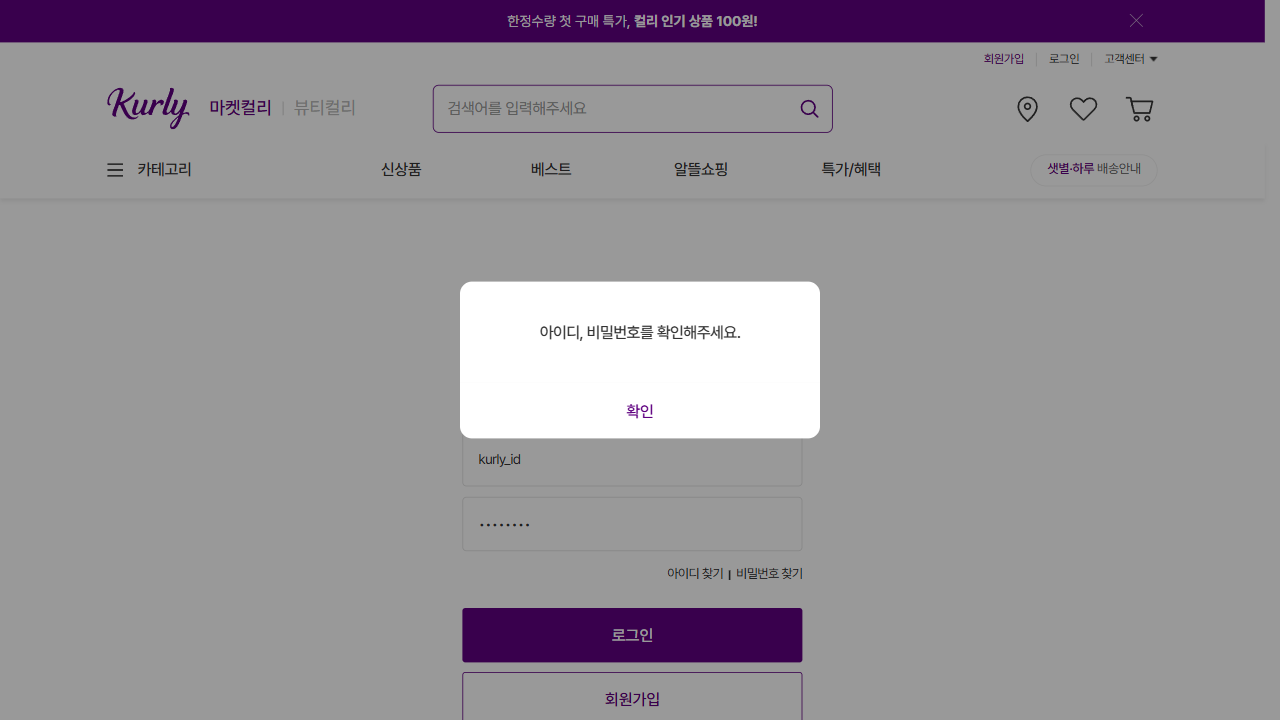 한정수량 첫 구매 특가, 컬리 인기 상품 100원!
회원가입 로그인 고객센터
Kurly 마켓컬리 뷰티컬리 검색어를 입력해주세요
카테고리 신상품 베스트 알뜰쇼핑 특가/혜택 샛별·하루 배송안내
아이디, 비밀번호를 확인해주세요.
확인
kurly_id
아이디 찾기 | 비밀번호 찾기
로그인
회원가입